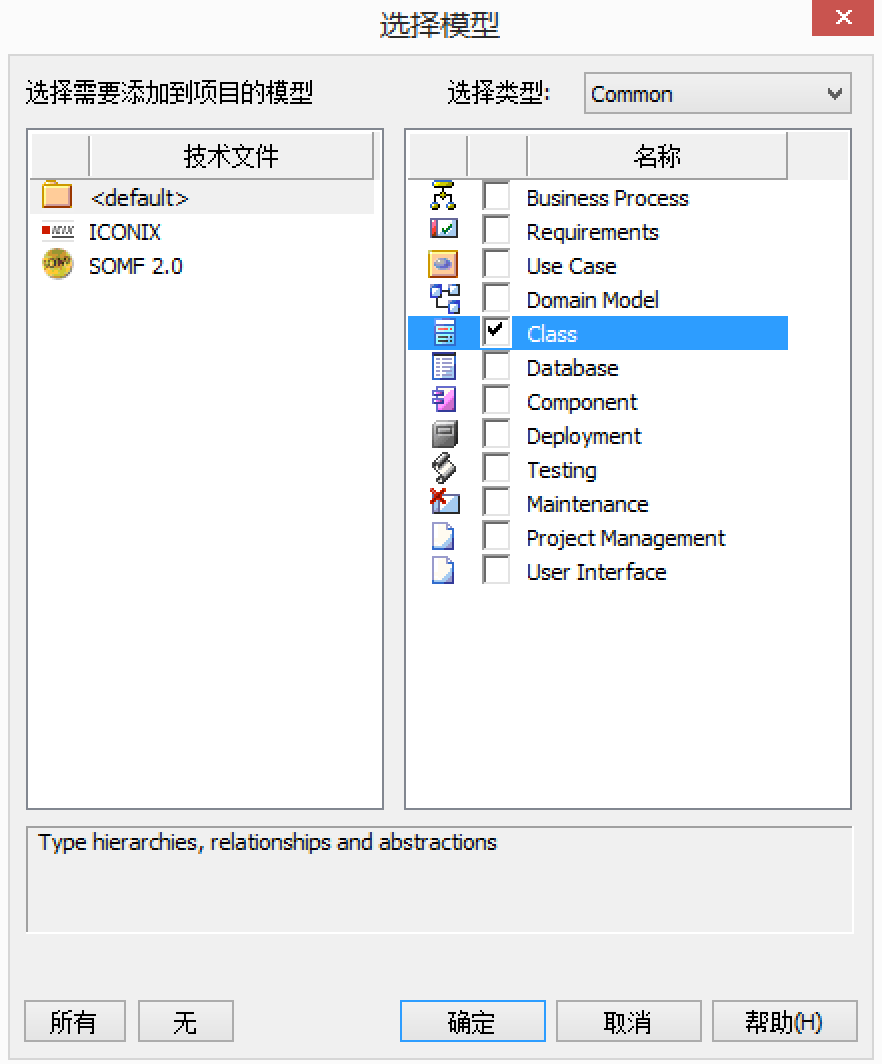 选择模型
选择需要添加到项目的模型
选择类型: Common
技术文件
<default>
ICONIX
SOMF 2.0
名称
Business Process
Requirements
Use Case
Domain Model
Class
Database
Component
Deployment
Testing
Maintenance
Project Management
User Interface
Type hierarchies, relationships and abstractions
所有 无 确定 取消 帮助(H)